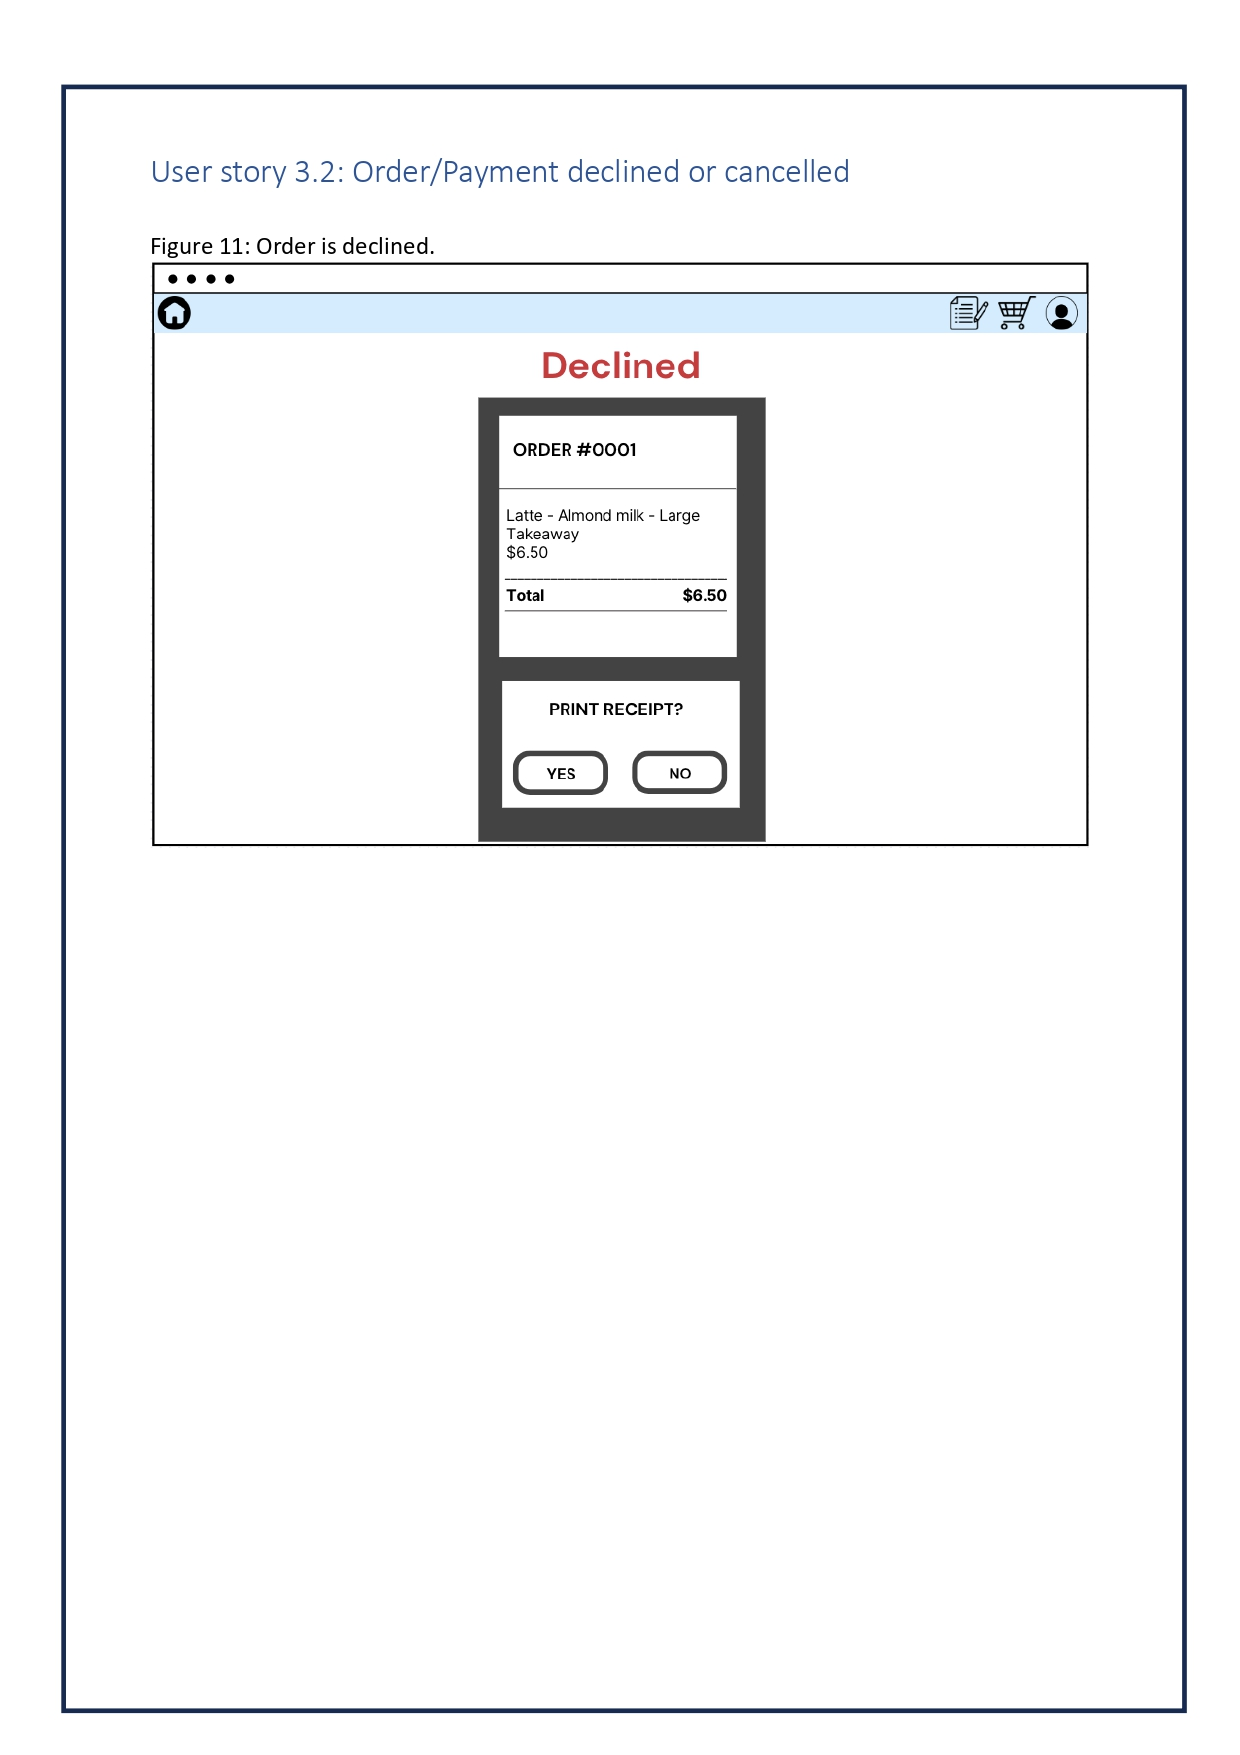 User story 3.2: Order/Payment declined or cancelled
Figure 11: Order is declined.
Declined
ORDER #0001
Latte - Almond milk - Large
Takeaway
$6.50
Total $6.50
PRINT RECEIPT?
YES NO